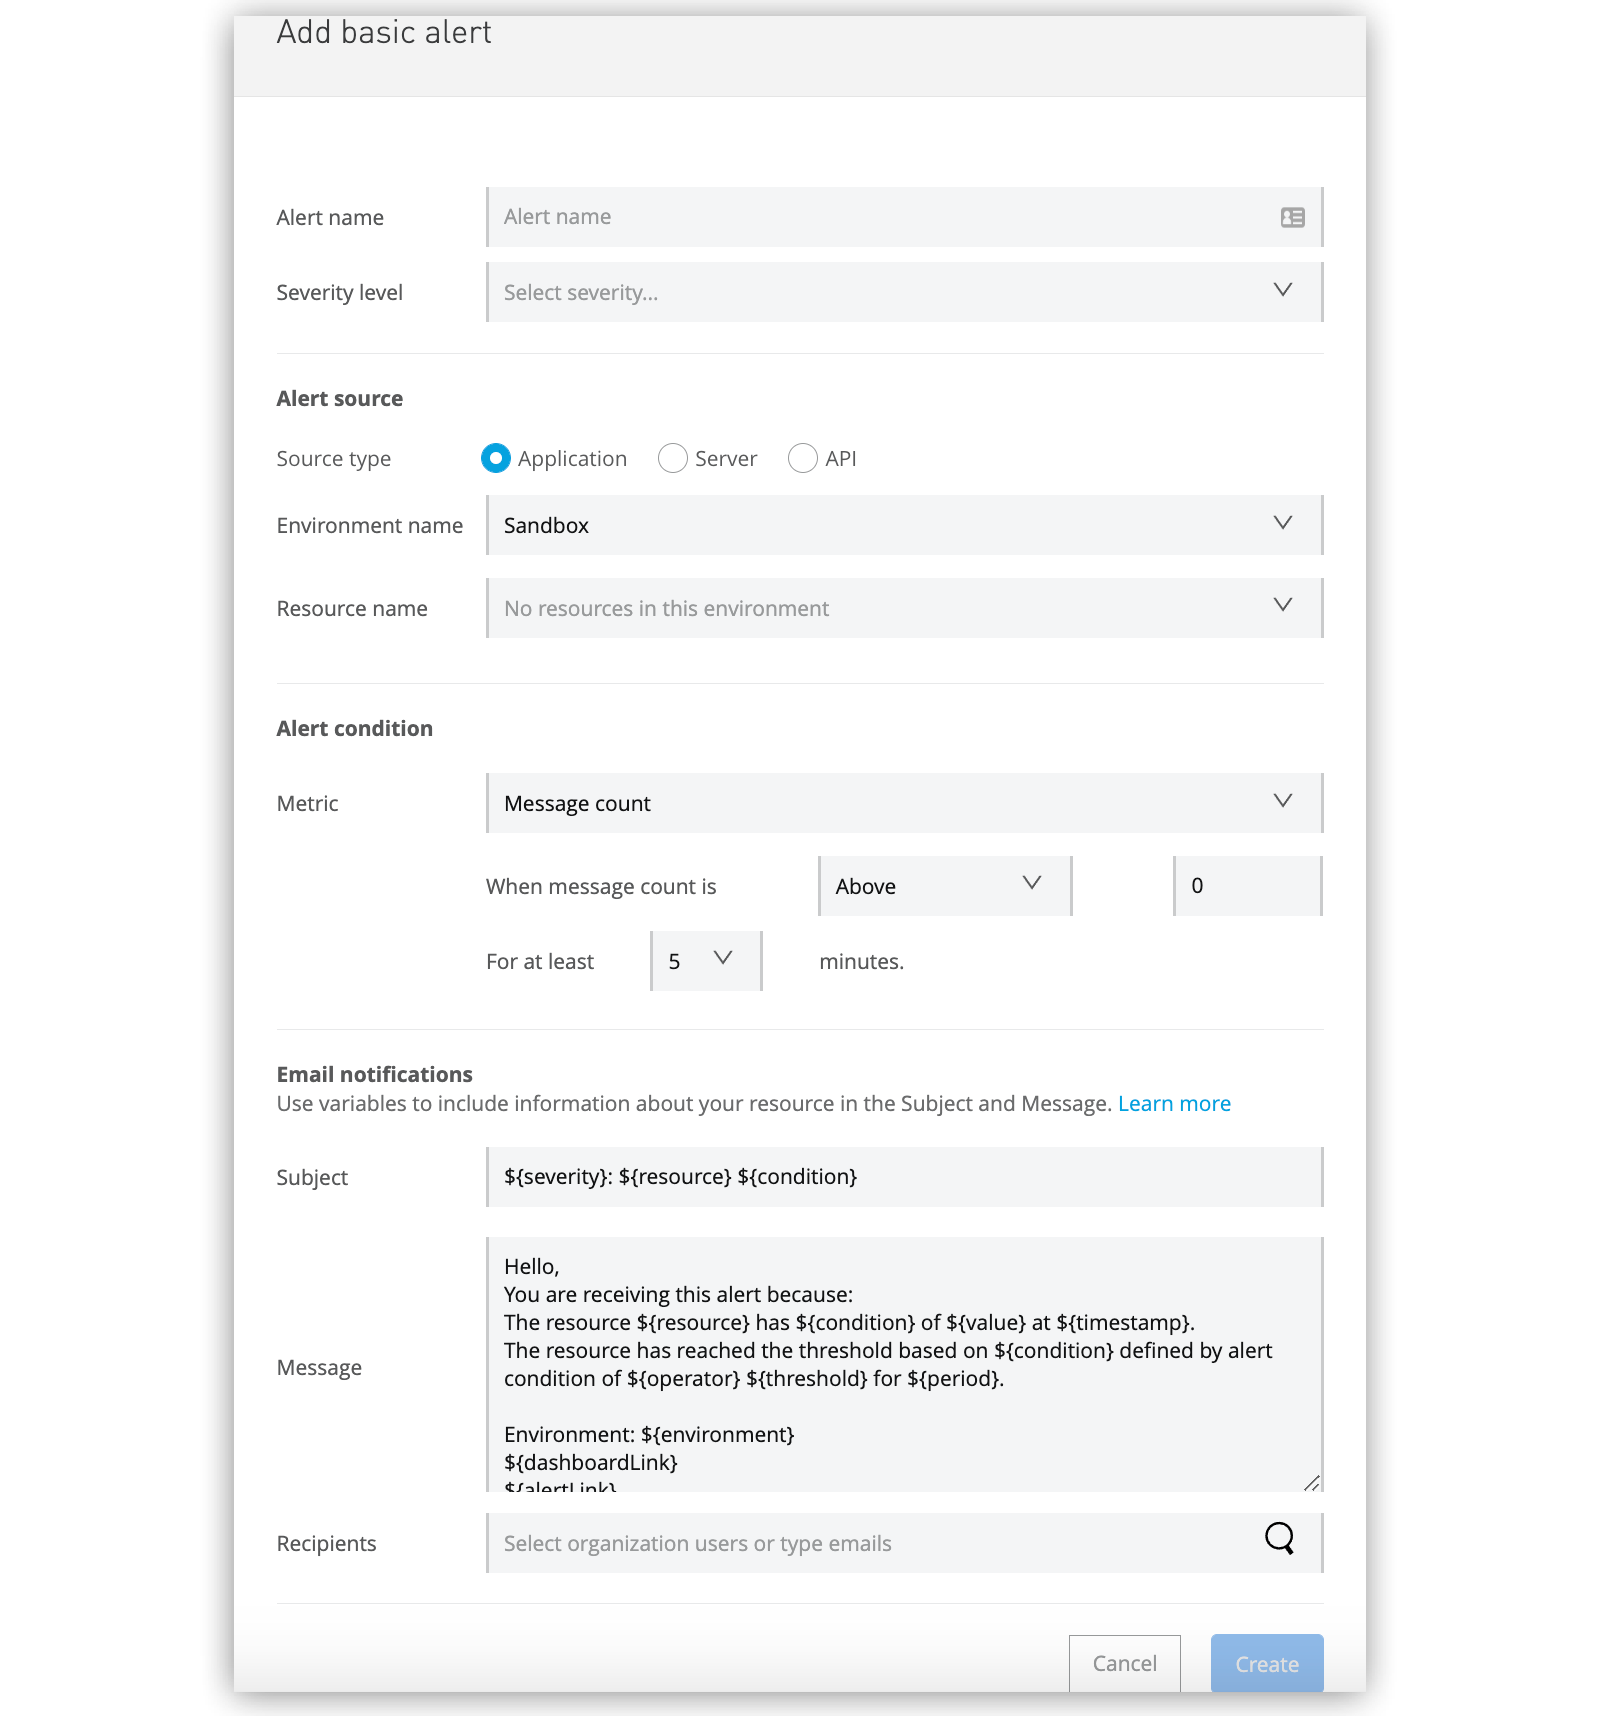 Add basic alert
Alert name
Alert name
Severity level
Select severity...
Alert source
Source type
Application
Server
API
Environment name
Sandbox
Resource name
No resources in this environment
Alert condition
Metric
Message count
When message count is
Above
0
For at least
5
minutes.
Email notifications
Use variables to include information about your resource in the Subject and Message. Learn more
Subject
${severity}: ${resource} ${condition}
Message
Hello,
You are receiving this alert because:
The resource ${resource} has ${condition} of ${value} at ${timestamp}.
The resource has reached the threshold based on ${condition} defined by alert
condition of ${operator} ${threshold} for ${period}.
Environment: ${environment}
${dashboardLink}
${alertLink}
Recipients
Select organization users or type emails
Cancel
Create